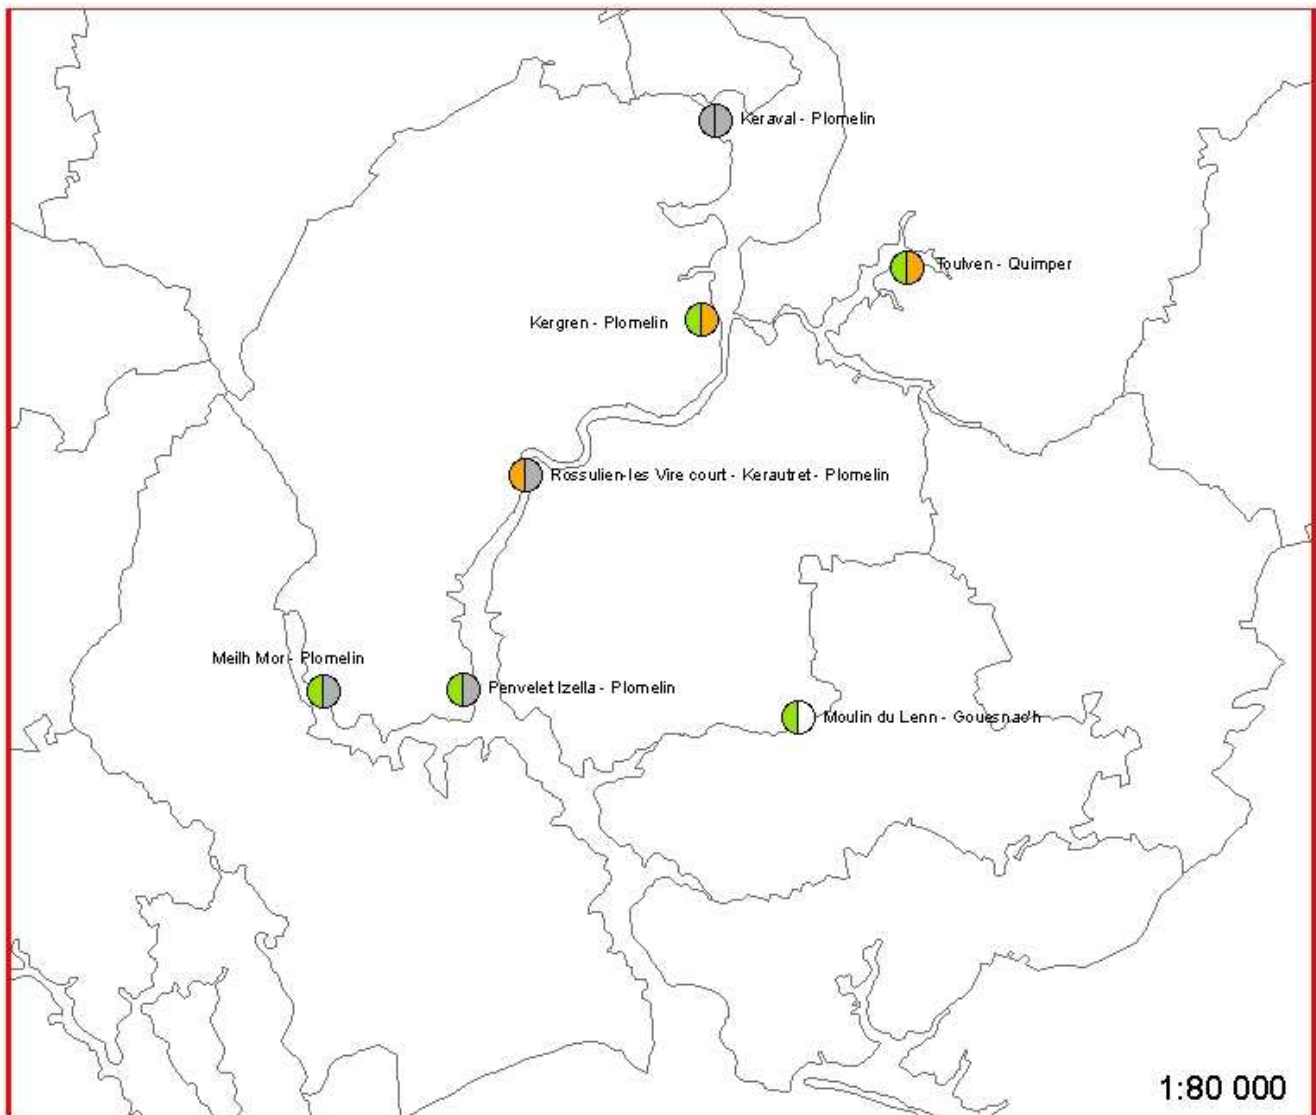 Keraval - Plomelin
Toulven - Quimper
Kergren - Plomelin
Rossulien-les Vire court - Kerautret - Plomelin
Meilh Mor - Plomelin
Penvelet Izella - Plomelin
Moulin du Lenn - Gouesnac'h
1:80 000